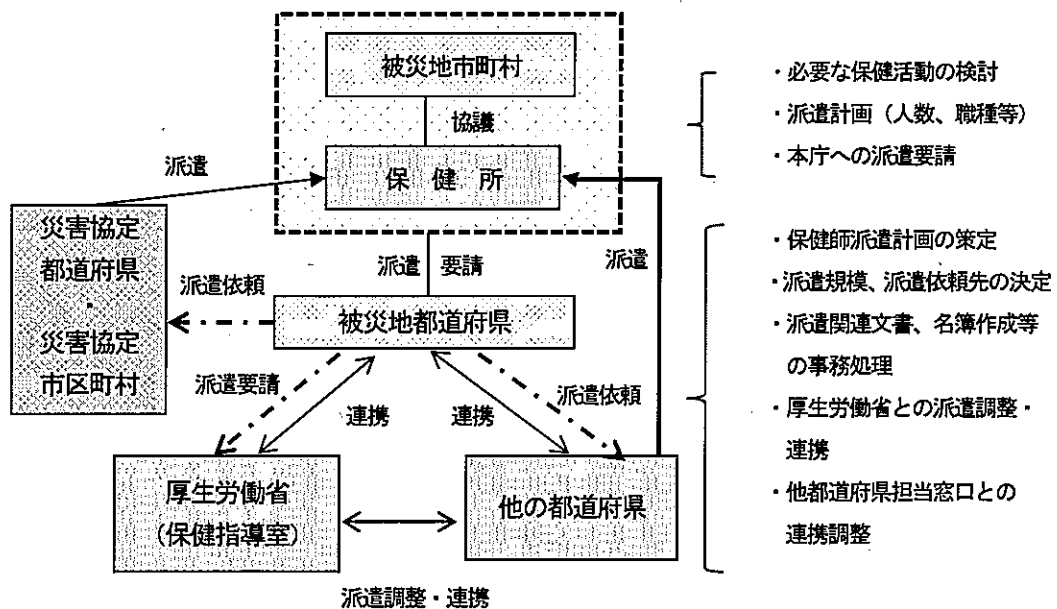 被災地市町村
協議
保 健 所
派遣
災害協定
都道府県
・
災害協定
市区町村
派遣 要請
派遣
派遣依頼
被災地都道府県
派遣要請
連携
連携
派遣依頼
厚生労働省
（保健指導室）
他の都道府県
派遣調整・連携
・必要な保健活動の検討
・派遣計画（人数、職種等）
・本庁への派遣要請
・保健師派遣計画の策定
・派遣規模、派遣依頼先の決定
・派遣関連文書、名簿作成等
の事務処理
・厚生労働省との派遣調整・
連携
・他都道府県担当窓口との
連携調整